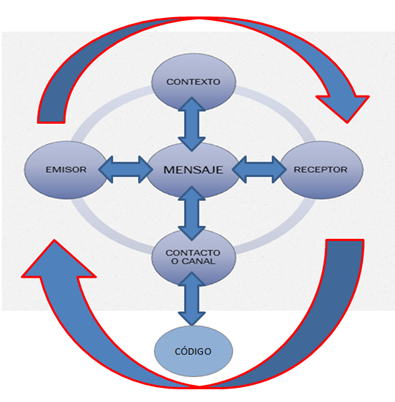 CONTEXTO
EMISOR
MENSAJE
RECEPTOR
CONTACTO
O CANAL
CÓDIGO